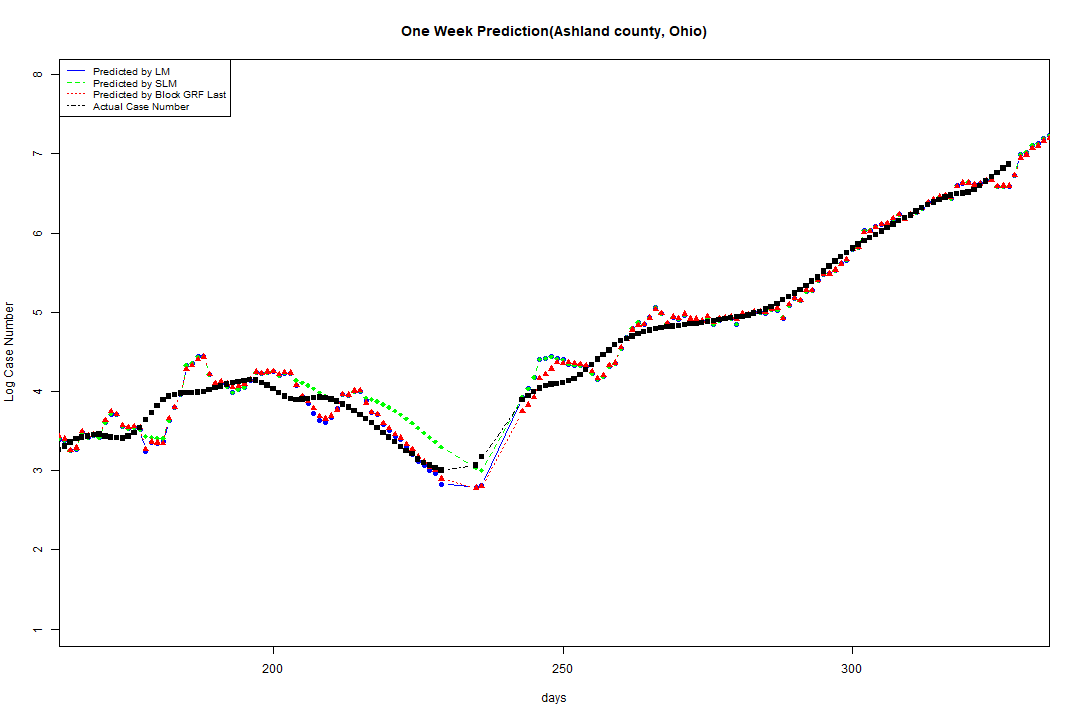 One Week Prediction(Ashland county, Ohio)
Predicted by LM
Predicted by SLM
Predicted by Block GRF Last
Actual Case Number
8
7
6
5
4
3
2
1
Log Case Number
200
250
300
days